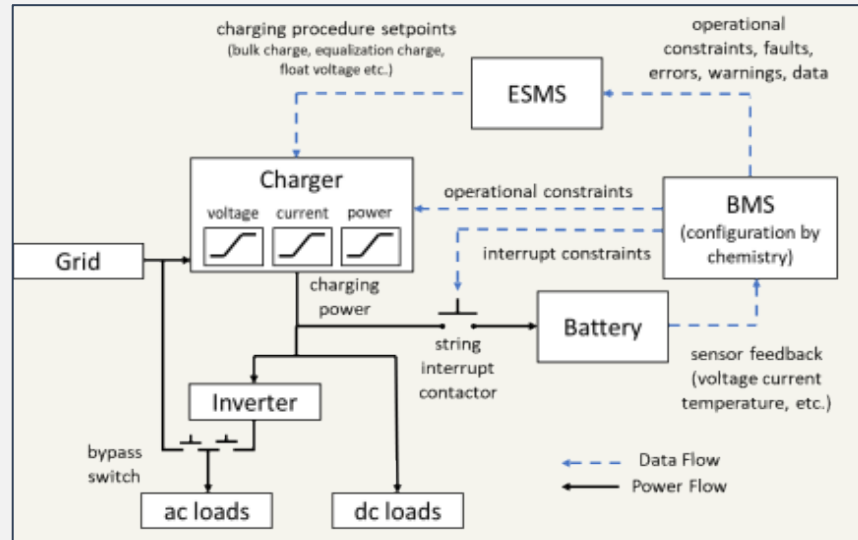 charging procedure setpoints
(bulk charge, equalization charge,
float voltage etc.)
operational
constraints, faults,
errors, warnings, data
ESMS
Charger
voltage current power
operational constraints
BMS
(configuration by
chemistry)
interrupt constraints
Grid
charging
power
Battery
string
interrupt
contactor
sensor feedback
(voltage current
temperature, etc.)
Inverter
bypass
switch
Data Flow
Power Flow
ac loads
dc loads